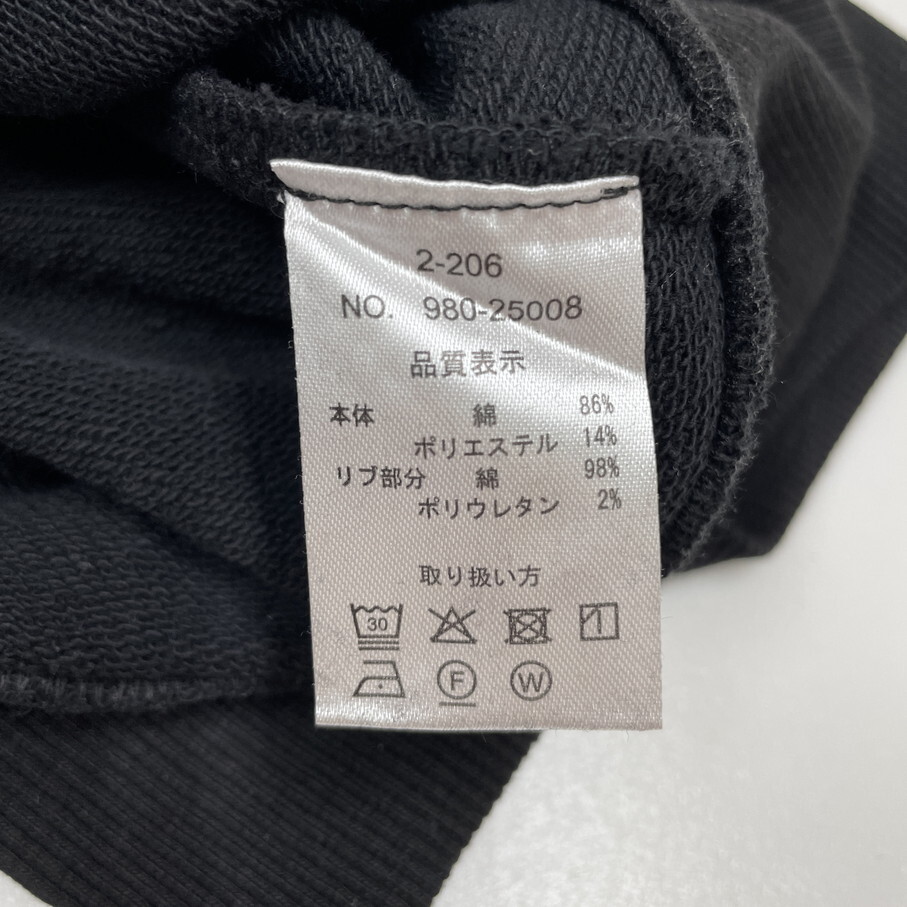 2-206
NO. 980-25008
品質表示
本体 綿 86%
ポリエステル 14%
リブ部分 綿 98%
ポリウレタン 2%
取り扱い方
30
F W